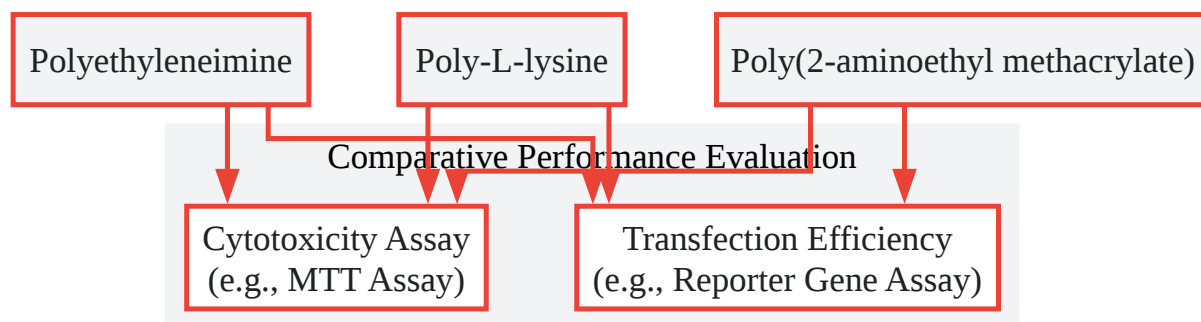 Polyethyleneimine
Poly-L-lysine
Poly(2-aminoethyl methacrylate)
Comparative Performance Evaluation
Cytotoxicity Assay
(e.g., MTT Assay)
Transfection Efficiency
(e.g., Reporter Gene Assay)